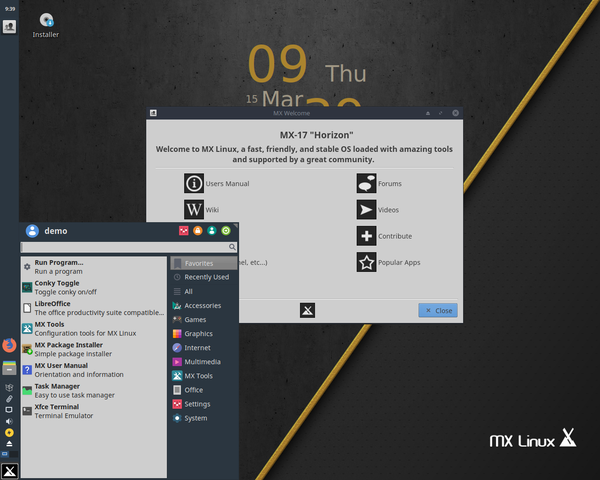 9:39
Installer
09
Thu
15
Mar
MX Welcome
MX-17 "Horizon"
Welcome to MX Linux, a fast, friendly, and stable OS loaded with amazing tools
and supported by a great community.
Users Manual
Forums
Wiki
Videos
Contribute
etc...)
Popular Apps
Close
demo
Run Program...
Run a program
Conky Toggle
Toggle conky on/off
LibreOffice
The office productivity suite compatible...
MX Tools
Configuration tools for MX Linux
MX Package Installer
Simple package installer
MX User Manual
Orientation and information
Task Manager
Easy to use task manager
Xfce Terminal
Terminal Emulator
Favorites
Recently Used
All
Accessories
Games
Graphics
Internet
Multimedia
MX Tools
Office
Settings
System
MX Linux